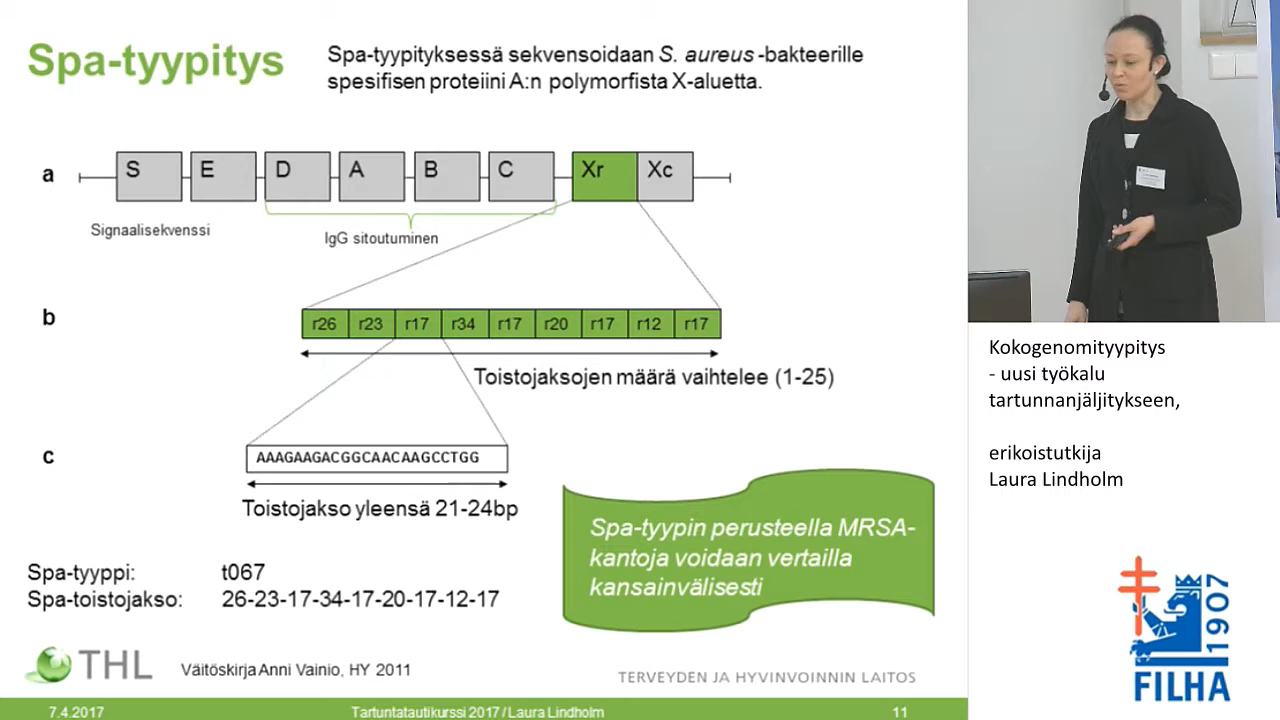 Spa-tyypitys
Spa-tyypityksessä sekvensoidaan S. aureus -bakteerille
spesifisen proteiini A:n polymorfista X-aluetta.
a
S E D A B C Xr Xc
Signaalisekvenssi
IgG sitoutuminen
b
r26 r23 r17 r34 r17 r20 r17 r12 r17
Toistojaksojen määrä vaihtelee (1-25)
c
AAAGAAGACGGCAACAAGCCTGG
Toistojakso yleensä 21-24bp
Spa-tyypin perusteella MRSA-
kantoja voidaan vertailla
kansainvälisesti
Spa-tyyppi: t067
Spa-toistojakso: 26-23-17-34-17-20-17-12-17
THL
Väitöskirja Anni Vainio, HY 2011
TERVEYDEN JA HYVINVOINNIN LAITOS
7.4.2017
Tartuntatautikurssi 2017 / Laura Lindholm
11
Kokogenomityypitys
- uusi työkalu
tartunnanjäljitykseen,
erikoistutkija
Laura Lindholm
1907
FILHA